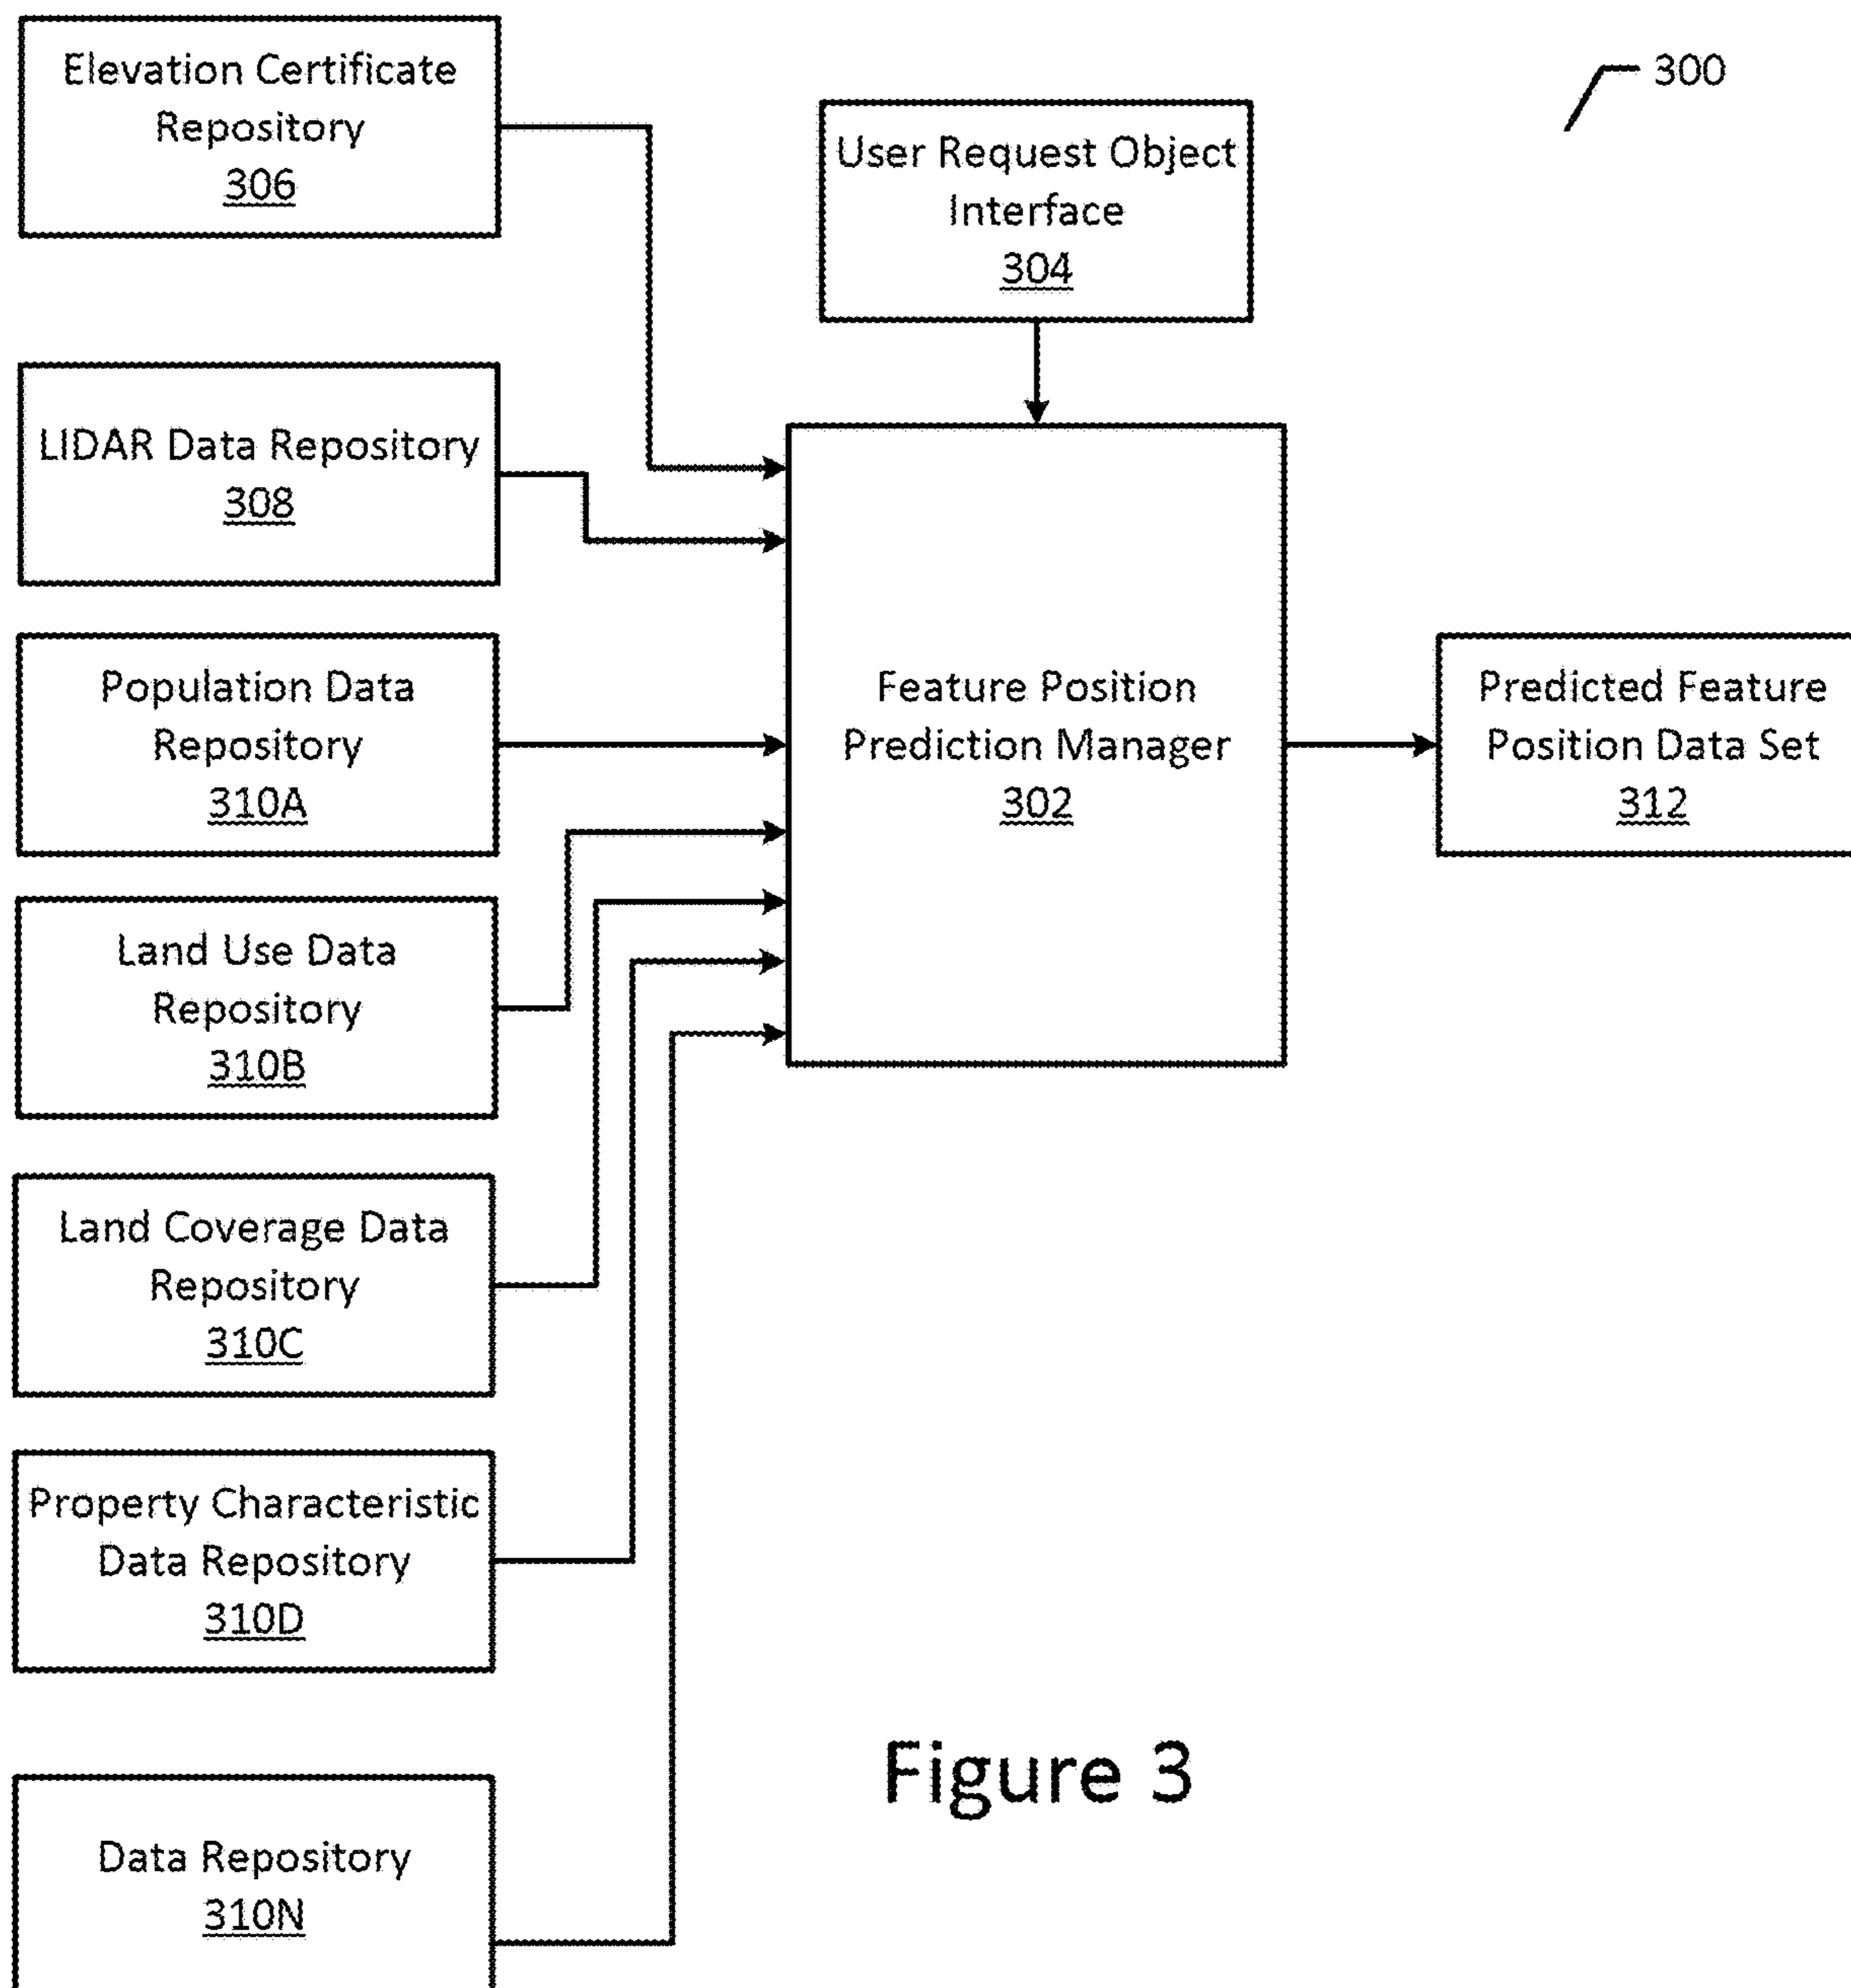 Elevation Certificate
Repository
306
300
User Request Object
Interface
304
LIDAR Data Repository
308
Population Data
Repository
310A
Feature Position
Prediction Manager
302
Predicted Feature
Position Data Set
312
Land Use Data
Repository
310B
Land Coverage Data
Repository
310C
Property Characteristic
Data Repository
310D
Data Repository
310N
Figure 3